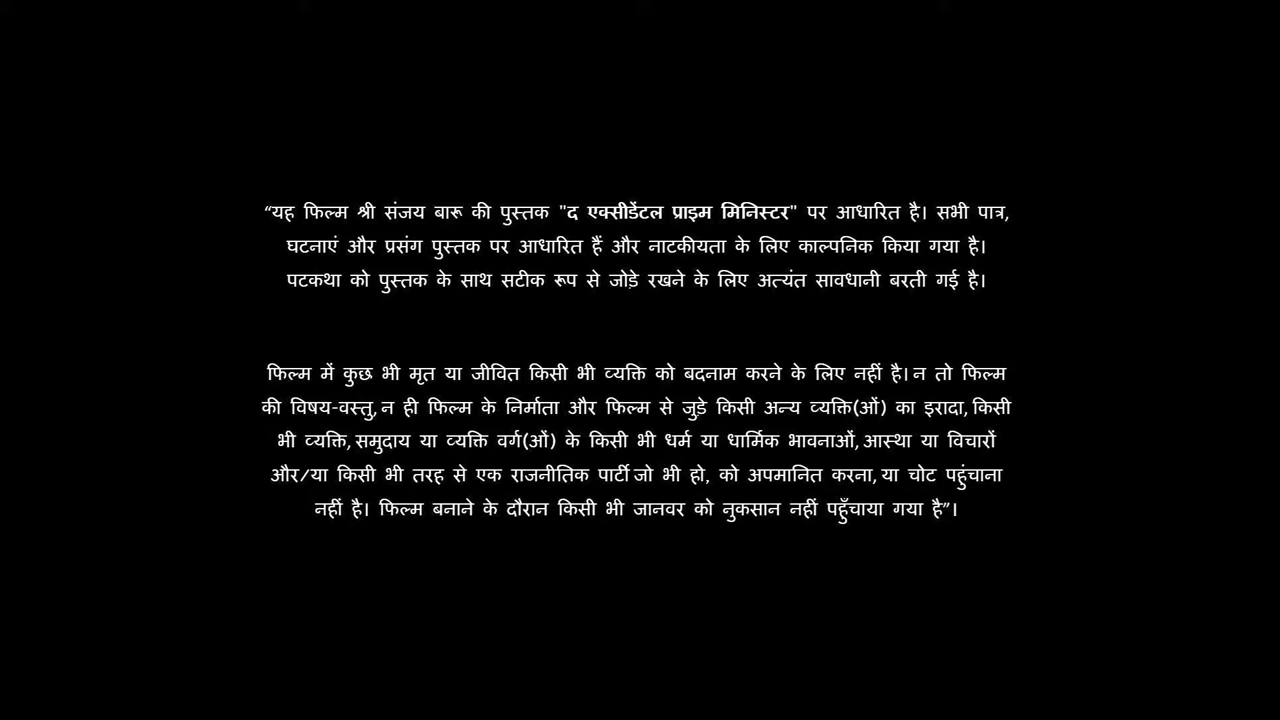 “यह फिल्म श्री संजय बारू की पुस्तक "द एक्सीडेंटल प्राइम मिनिस्टर" पर आधारित है। सभी पात्र,
घटनाएं और प्रसंग पुस्तक पर आधारित हैं और नाटकीयता के लिए काल्पनिक किया गया है।
पटकथा को पुस्तक के साथ सटीक रूप से जोड़े रखने के लिए अत्यंत सावधानी बरती गई है।
फिल्म में कुछ भी मृत या जीवित किसी भी व्यक्ति को बदनाम करने के लिए नहीं है। न तो फिल्म
की विषय-वस्तु, न ही फिल्म के निर्माता और फिल्म से जुड़े किसी अन्य व्यक्ति(ओं) का इरादा, किसी
भी व्यक्ति, समुदाय या व्यक्ति वर्ग(ओं) के किसी भी धर्म या धार्मिक भावनाओं, आस्था या विचारों
और/या किसी भी तरह से एक राजनीतिक पार्टी जो भी हो, को अपमानित करना, या चोट पहुंचाना
नहीं है। फिल्म बनाने के दौरान किसी भी जानवर को नुकसान नहीं पहुँचाया गया है”।